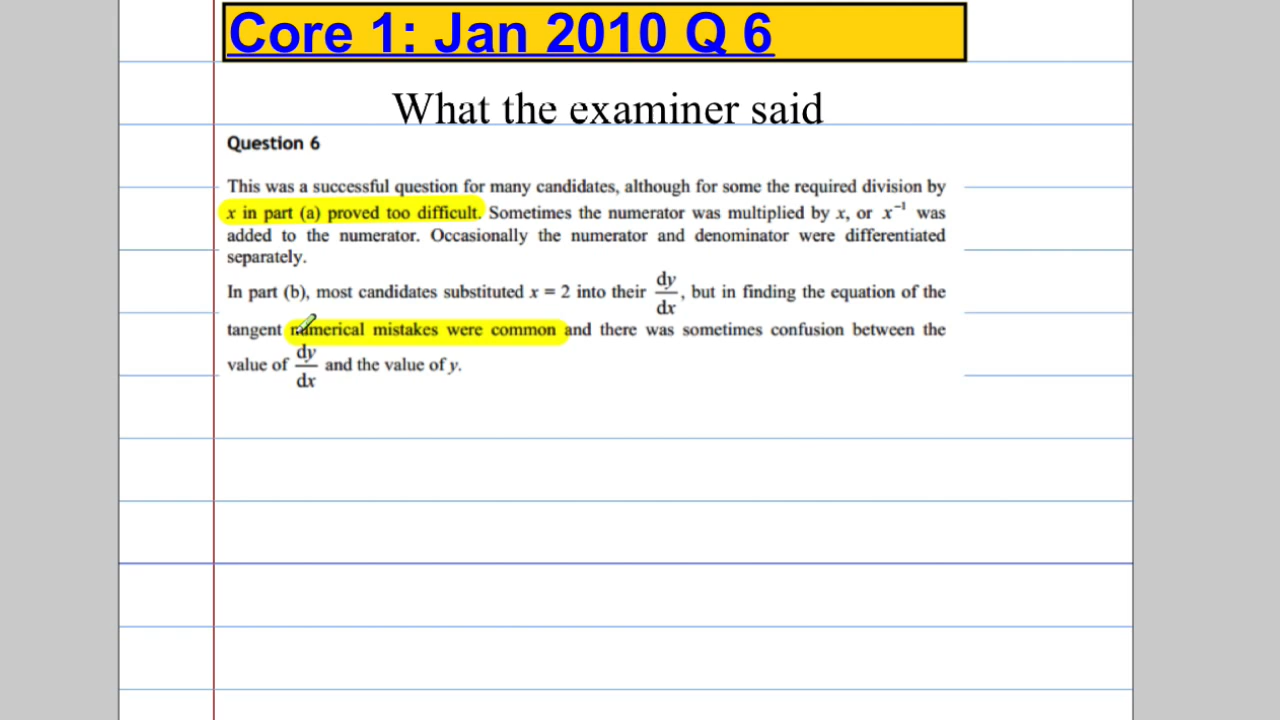 Core 1: Jan 2010 Q 6
What the examiner said
Question 6
This was a successful question for many candidates, although for some the required division by
x in part (a) proved too difficult. Sometimes the numerator was multiplied by x, or x⁻¹ was
added to the numerator. Occasionally the numerator and denominator were differentiated
separately.
In part (b), most candidates substituted x = 2 into their dy/dx, but in finding the equation of the
tangent numerical mistakes were common and there was sometimes confusion between the
value of dy/dx and the value of y.